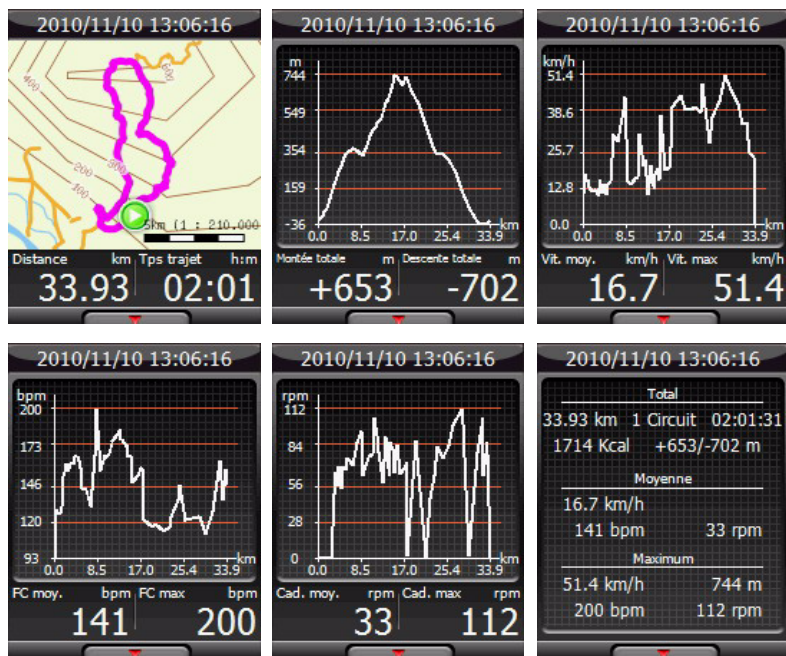 2010/11/10 13:06:16
400
600
200
300
100
5km (1 : 210.000
Distance km Tps trajet h:m
33.93 02:01
2010/11/10 13:06:16
m
744
549
354
159
-36
0.0 8.5 17.0 25.4 33.9 km
Montée totale m Descente totale m
+653 -702
2010/11/10 13:06:16
km/h
51.4
38.6
25.7
12.8
0.0
0.0 8.5 17.0 25.4 33.9 km
Vit. moy. km/h Vit. max km/h
16.7 51.4
2010/11/10 13:06:16
bpm
200
173
146
120
93
0.0 8.5 17.0 25.4 33.9 km
FC moy. bpm FC max bpm
141 200
2010/11/10 13:06:16
rpm
112
84
56
28
0
0.0 8.5 17.0 25.4 33.9 km
Cad. moy. rpm Cad. max rpm
33 112
2010/11/10 13:06:16
Total
33.93 km 1 Circuit 02:01:31
1714 Kcal +653/-702 m
Moyenne
16.7 km/h
141 bpm 33 rpm
Maximum
51.4 km/h 744 m
200 bpm 112 rpm